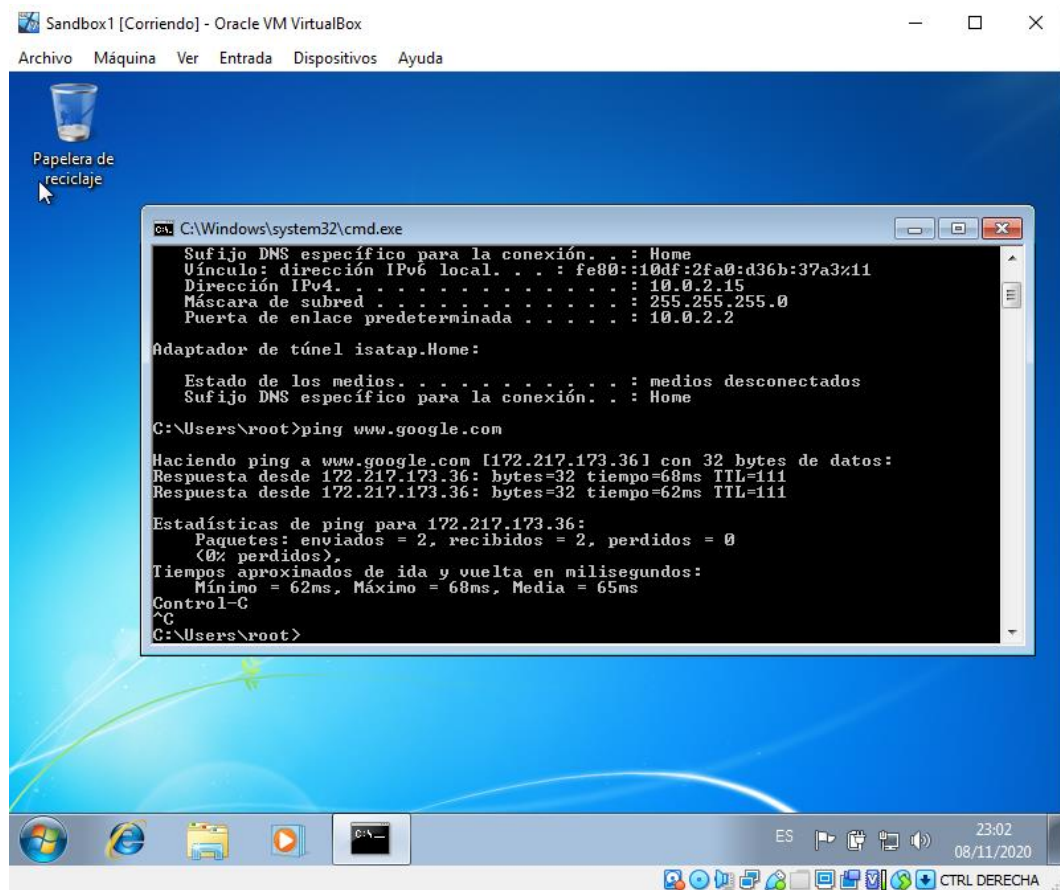 Sandbox1 [Corriendo] - Oracle VM VirtualBox
Archivo Máquina Ver Entrada Dispositivos Ayuda
Papelera de
reciclaje
C:\Windows\system32\cmd.exe
Sufijo DNS específico para la conexión. . : Home
Vínculo: dirección IPv6 local. . . : fe80::10df:2fa0:d36b:37a3%11
Dirección IPv4. . . . . . . . . . . . . . : 10.0.2.15
Máscara de subred . . . . . . . . . . . . : 255.255.255.0
Puerta de enlace predeterminada . . . . . : 10.0.2.2
Adaptador de túnel isatap.Home:
Estado de los medios. . . . . . . . . . . : medios desconectados
Sufijo DNS específico para la conexión. . : Home
C:\Users\root>ping www.google.com
Haciendo ping a www.google.com [172.217.173.36] con 32 bytes de datos:
Respuesta desde 172.217.173.36: bytes=32 tiempo=68ms TTL=111
Respuesta desde 172.217.173.36: bytes=32 tiempo=62ms TTL=111
Estadísticas de ping para 172.217.173.36:
Paquetes: enviados = 2, recibidos = 2, perdidos = 0
(0% perdidos),
Tiempos aproximados de ida y vuelta en milisegundos:
Mínimo = 62ms, Máximo = 68ms, Media = 65ms
Control-C
^C
C:\Users\root>
ES
23:02
08/11/2020
CTRL DERECHA